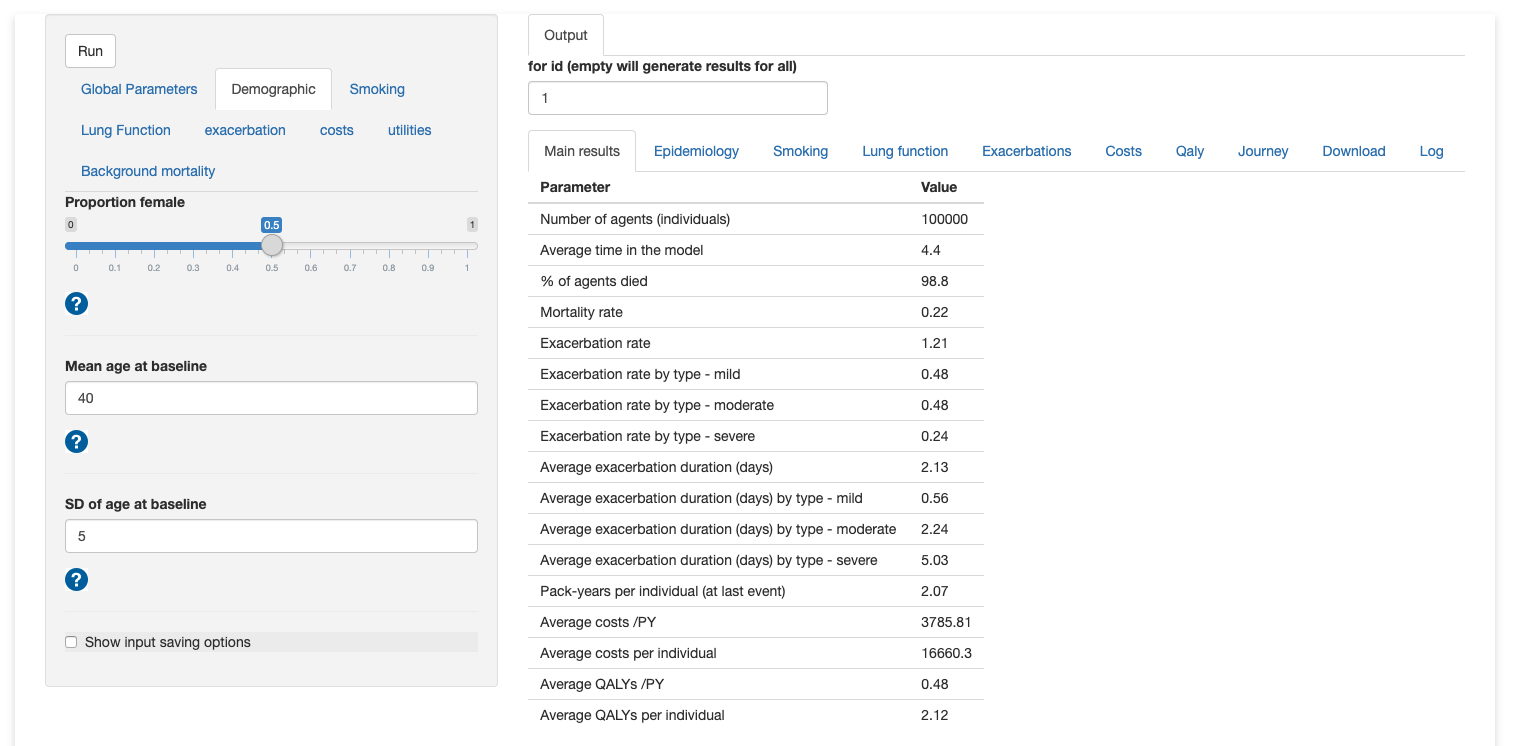 Run
Global Parameters Demographic Smoking
Lung Function exacerbation costs utilities
Background mortality
Proportion female
0 0.5 1
0 0.1 0.2 0.3 0.4 0.5 0.6 0.7 0.8 0.9 1
?
Mean age at baseline
40
?
SD of age at baseline
5
?
Show input saving options
Output
for id (empty will generate results for all)
1
Main results Epidemiology Smoking Lung function Exacerbations Costs Qaly Journey Download Log
Parameter Value
Number of agents (individuals) 100000
Average time in the model 4.4
% of agents died 98.8
Mortality rate 0.22
Exacerbation rate 1.21
Exacerbation rate by type - mild 0.48
Exacerbation rate by type - moderate 0.48
Exacerbation rate by type - severe 0.24
Average exacerbation duration (days) 2.13
Average exacerbation duration (days) by type - mild 0.56
Average exacerbation duration (days) by type - moderate 2.24
Average exacerbation duration (days) by type - severe 5.03
Pack-years per individual (at last event) 2.07
Average costs /PY 3785.81
Average costs per individual 16660.3
Average QALYs /PY 0.48
Average QALYs per individual 2.12